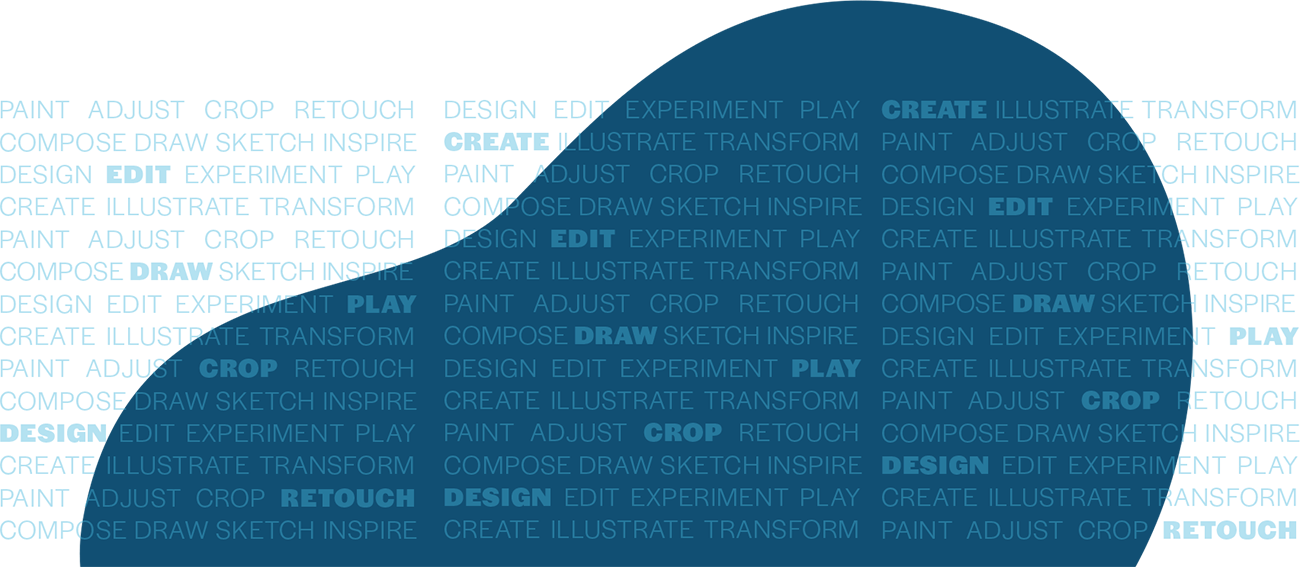 PAINT ADJUST CROP RETOUCH
COMPOSE DRAW SKETCH INSPIRE
DESIGN EDIT EXPERIMENT PLAY
CREATE ILLUSTRATE TRANSFORM
PAINT ADJUST CROP RETOUCH
COMPOSE DRAW SKETCH INSPIRE
DESIGN EDIT EXPERIMENT PLAY
CREATE ILLUSTRATE TRANSFORM
PAINT ADJUST CROP RETOUCH
COMPOSE DRAW SKETCH INSPIRE
DESIGN EDIT EXPERIMENT PLAY
CREATE ILLUSTRATE TRANSFORM
PAINT ADJUST CROP RETOUCH
COMPOSE DRAW SKETCH INSPIRE
DESIGN EDIT EXPERIMENT PLAY
CREATE ILLUSTRATE TRANSFORM
PAINT ADJUST CROP RETOUCH
COMPOSE DRAW SKETCH INSPIRE
DESIGN EDIT EXPERIMENT PLAY
CREATE ILLUSTRATE TRANSFORM
PAINT ADJUST CROP RETOUCH
COMPOSE DRAW SKETCH INSPIRE
DESIGN EDIT EXPERIMENT PLAY
CREATE ILLUSTRATE TRANSFORM
PAINT ADJUST CROP RETOUCH
COMPOSE DRAW SKETCH INSPIRE
DESIGN EDIT EXPERIMENT PLAY
CREATE ILLUSTRATE TRANSFORM
CREATE ILLUSTRATE TRANSFORM
PAINT ADJUST CROP RETOUCH
COMPOSE DRAW SKETCH INSPIRE
DESIGN EDIT EXPERIMENT PLAY
CREATE ILLUSTRATE TRANSFORM
PAINT ADJUST CROP RETOUCH
COMPOSE DRAW SKETCH INSPIRE
DESIGN EDIT EXPERIMENT PLAY
CREATE ILLUSTRATE TRANSFORM
PAINT ADJUST CROP RETOUCH
COMPOSE DRAW SKETCH INSPIRE
DESIGN EDIT EXPERIMENT PLAY
CREATE ILLUSTRATE TRANSFORM
PAINT ADJUST CROP RETOUCH